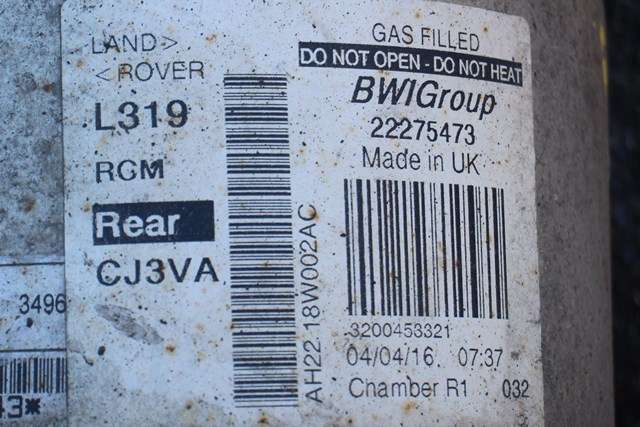 LAND>
<ROVER
L319
RCM
Rear
CJ3VA
AH22.18W002AC
GAS FILLED
DO NOT OPEN - DO NOT HEAT
BWIGroup
22275473
Made in UK
3200453321
04/04/16 07:37
Chamber R1 032
3496
43*